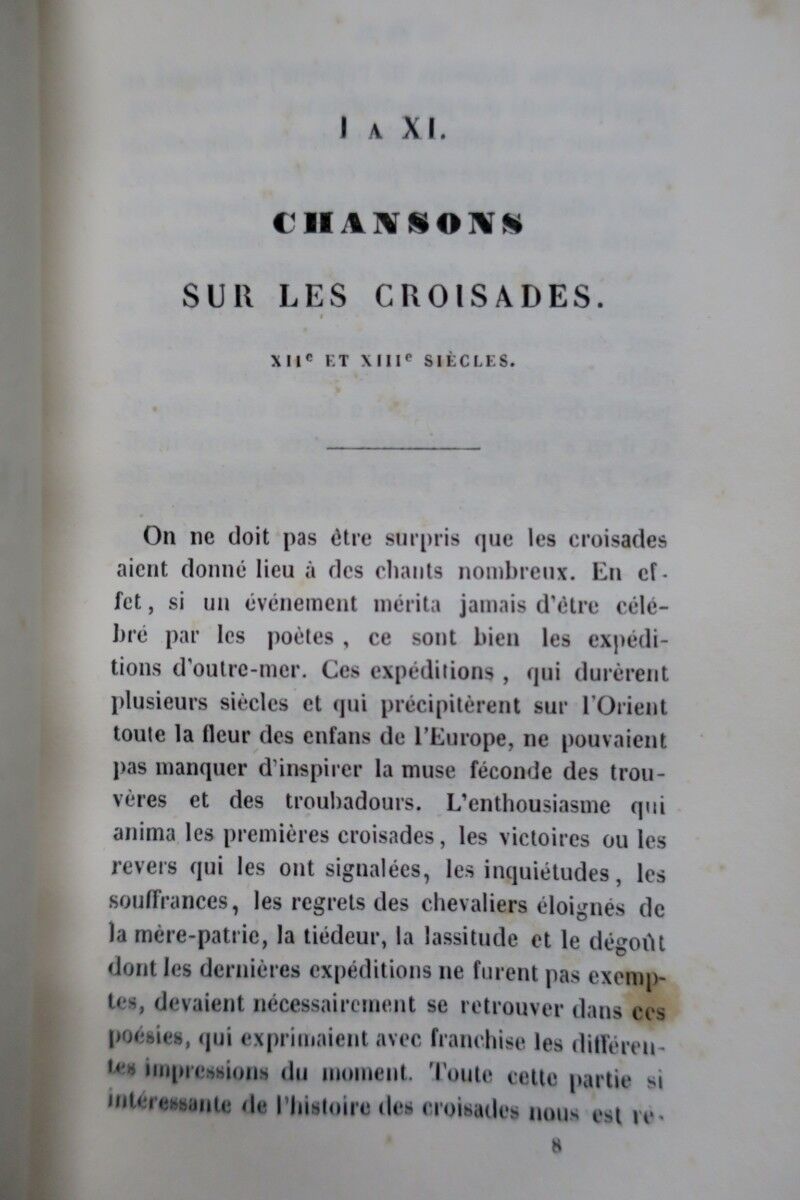 I A XI.
CHANSONS
SUR LES CROISADES.
XIIe ET XIIIe SIÈCLES.
On ne doit pas être surpris que les croisades
aient donné lieu à des chants nombreux. En ef-
fet, si un événement mérita jamais d'être célé-
bré par les poètes, ce sont bien les expédi-
tions d'outre-mer. Ces expéditions, qui durèrent
plusieurs siècles et qui précipitèrent sur l'Orient
toute la fleur des enfans de l'Europe, ne pouvaient
pas manquer d'inspirer la muse féconde des trou-
vères et des troubadours. L'enthousiasme qui
anima les premières croisades, les victoires ou les
revers qui les ont signalées, les inquiétudes, les
souffrances, les regrets des chevaliers éloignés de
la mère-patrie, la tiédeur, la lassitude et le dégoût
dont les dernières expéditions ne furent pas exemp-
tes, devaient nécessairement se retrouver dans ces
poésies, qui exprimaient avec franchise les différen-
tes impressions du moment. Toute cette partie si
intéressante de l'histoire des croisades nous est re-
8